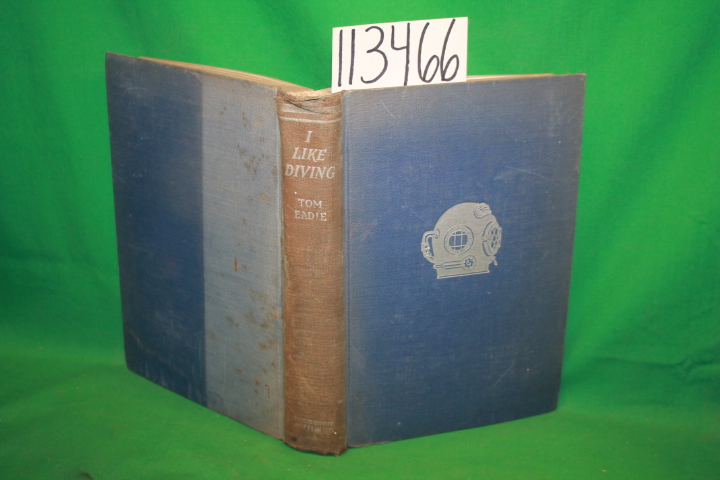 113466
I
LIKE
DIVING
TOM
EADIE